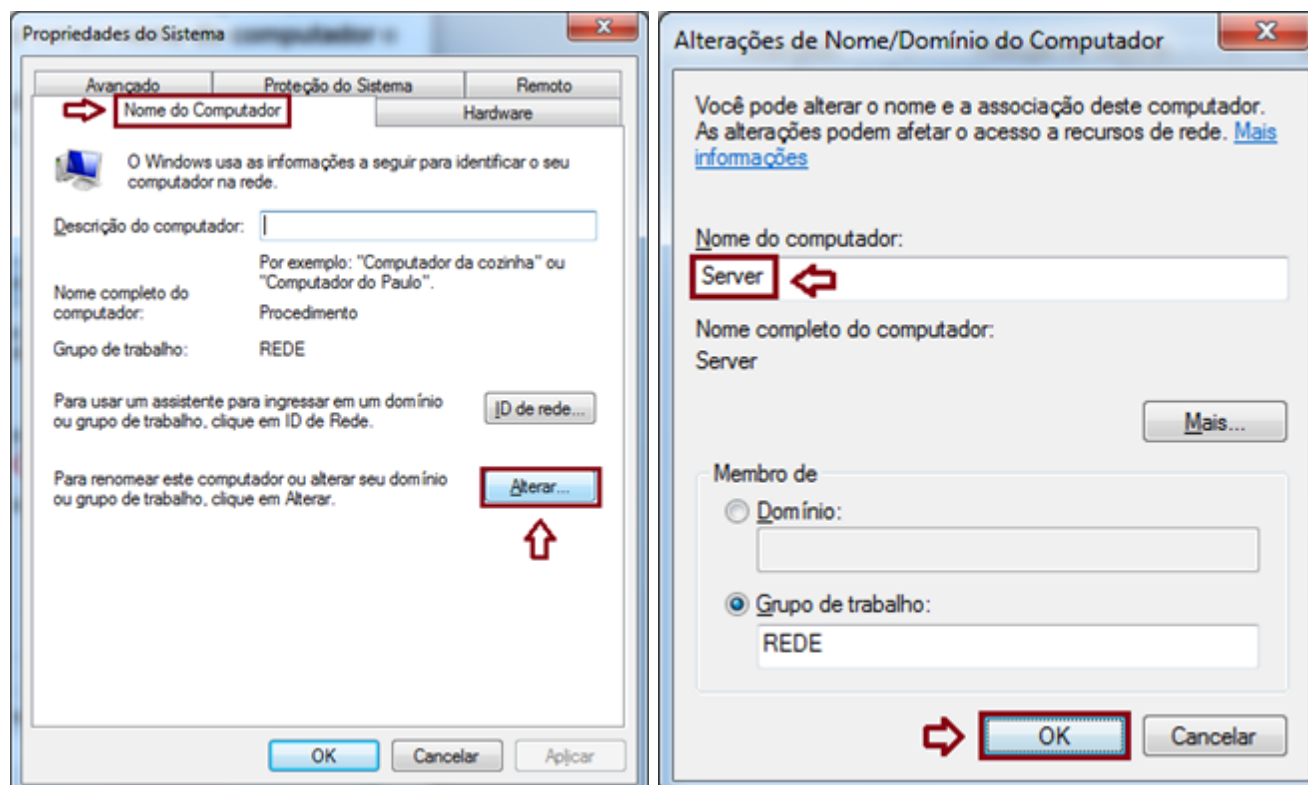 Propriedades do Sistema
Avançado
Proteção do Sistema
Remoto
Nome do Computador
Hardware
O Windows usa as informações a seguir para identificar o seu
computador na rede.
Descrição do computador:
Por exemplo: "Computador da cozinha" ou
"Computador do Paulo".
Nome completo do
computador:
Procedimento
Grupo de trabalho:
REDE
Para usar um assistente para ingressar em um domínio
ou grupo de trabalho, clique em ID de Rede.
ID de rede...
Para renomear este computador ou alterar seu domínio
ou grupo de trabalho, clique em Alterar.
Alterar...
OK
Cancelar
Aplicar
Alterações de Nome/Domínio do Computador
Você pode alterar o nome e a associação deste computador.
As alterações podem afetar o acesso a recursos de rede. Mais
informações
Nome do computador:
Server
Nome completo do computador:
Server
Mais...
Membro de
Domínio:
Grupo de trabalho:
REDE
OK
Cancelar